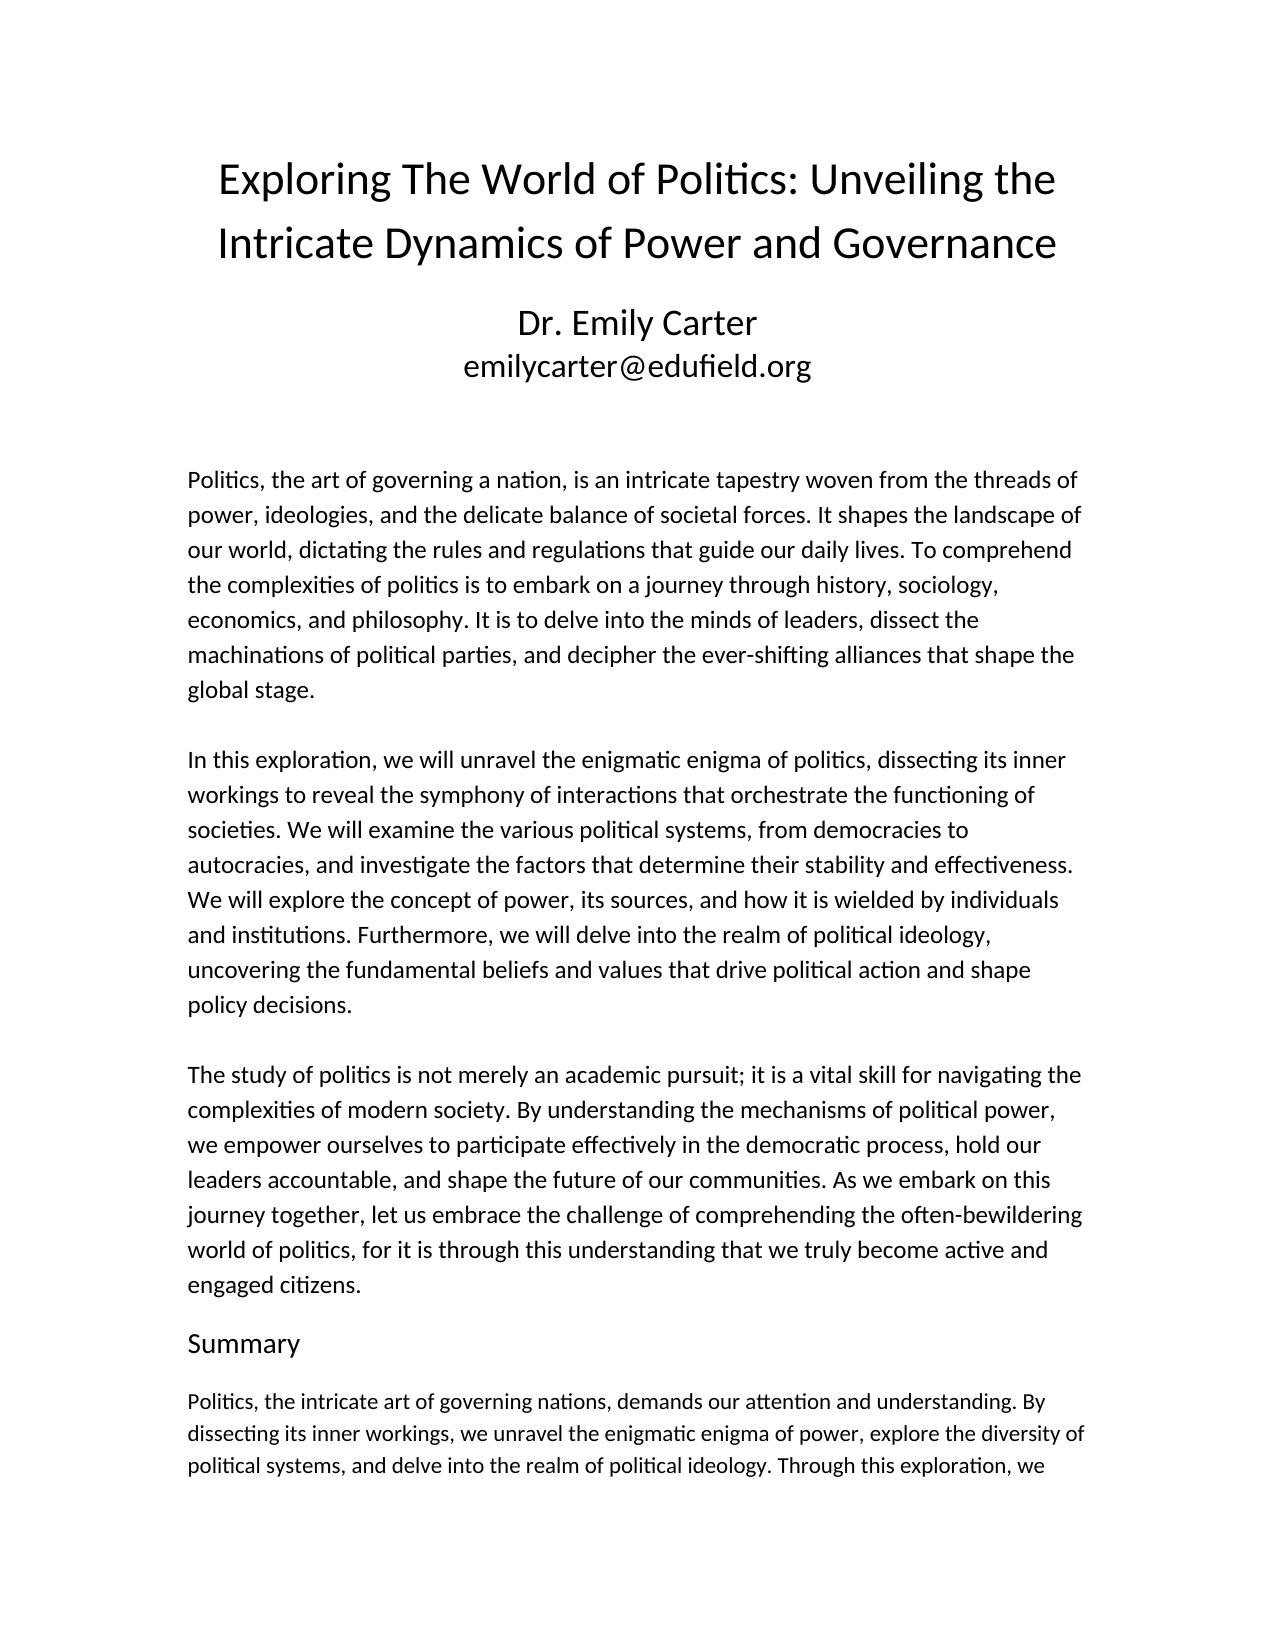 Exploring The World of Politics: Unveiling the
Intricate Dynamics of Power and Governance
Dr. Emily Carter
emilycarter@edufield.org
Politics, the art of governing a nation, is an intricate tapestry woven from the threads of
power, ideologies, and the delicate balance of societal forces. It shapes the landscape of
our world, dictating the rules and regulations that guide our daily lives. To comprehend
the complexities of politics is to embark on a journey through history, sociology,
economics, and philosophy. It is to delve into the minds of leaders, dissect the
machinations of political parties, and decipher the ever-shifting alliances that shape the
global stage.
In this exploration, we will unravel the enigmatic enigma of politics, dissecting its inner
workings to reveal the symphony of interactions that orchestrate the functioning of
societies. We will examine the various political systems, from democracies to
autocracies, and investigate the factors that determine their stability and effectiveness.
We will explore the concept of power, its sources, and how it is wielded by individuals
and institutions. Furthermore, we will delve into the realm of political ideology,
uncovering the fundamental beliefs and values that drive political action and shape
policy decisions.
The study of politics is not merely an academic pursuit; it is a vital skill for navigating the
complexities of modern society. By understanding the mechanisms of political power,
we empower ourselves to participate effectively in the democratic process, hold our
leaders accountable, and shape the future of our communities. As we embark on this
journey together, let us embrace the challenge of comprehending the often-bewildering
world of politics, for it is through this understanding that we truly become active and
engaged citizens.
Summary
Politics, the intricate art of governing nations, demands our attention and understanding. By
dissecting its inner workings, we unravel the enigmatic enigma of power, explore the diversity of
political systems, and delve into the realm of political ideology. Through this exploration, we